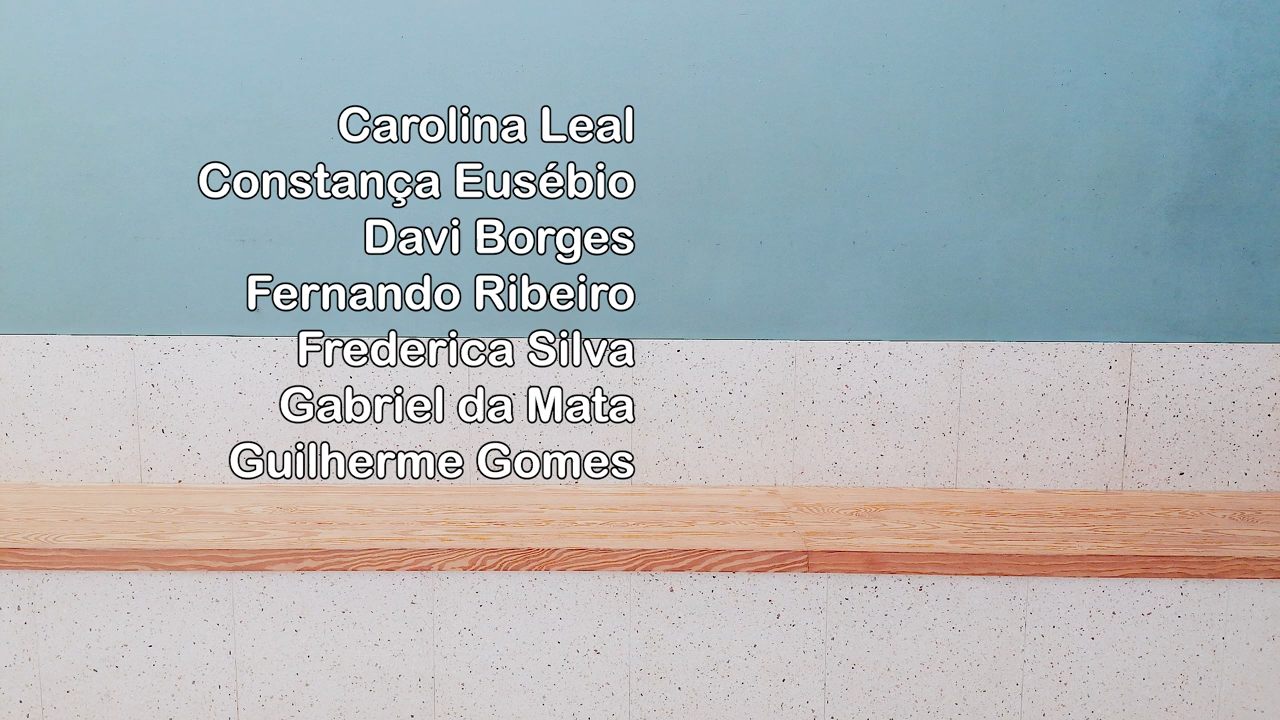 Carolina Leal
Constança Eusébio
Davi Borges
Fernando Ribeiro
Frederica Silva
Gabriel da Mata
Guilherme Gomes